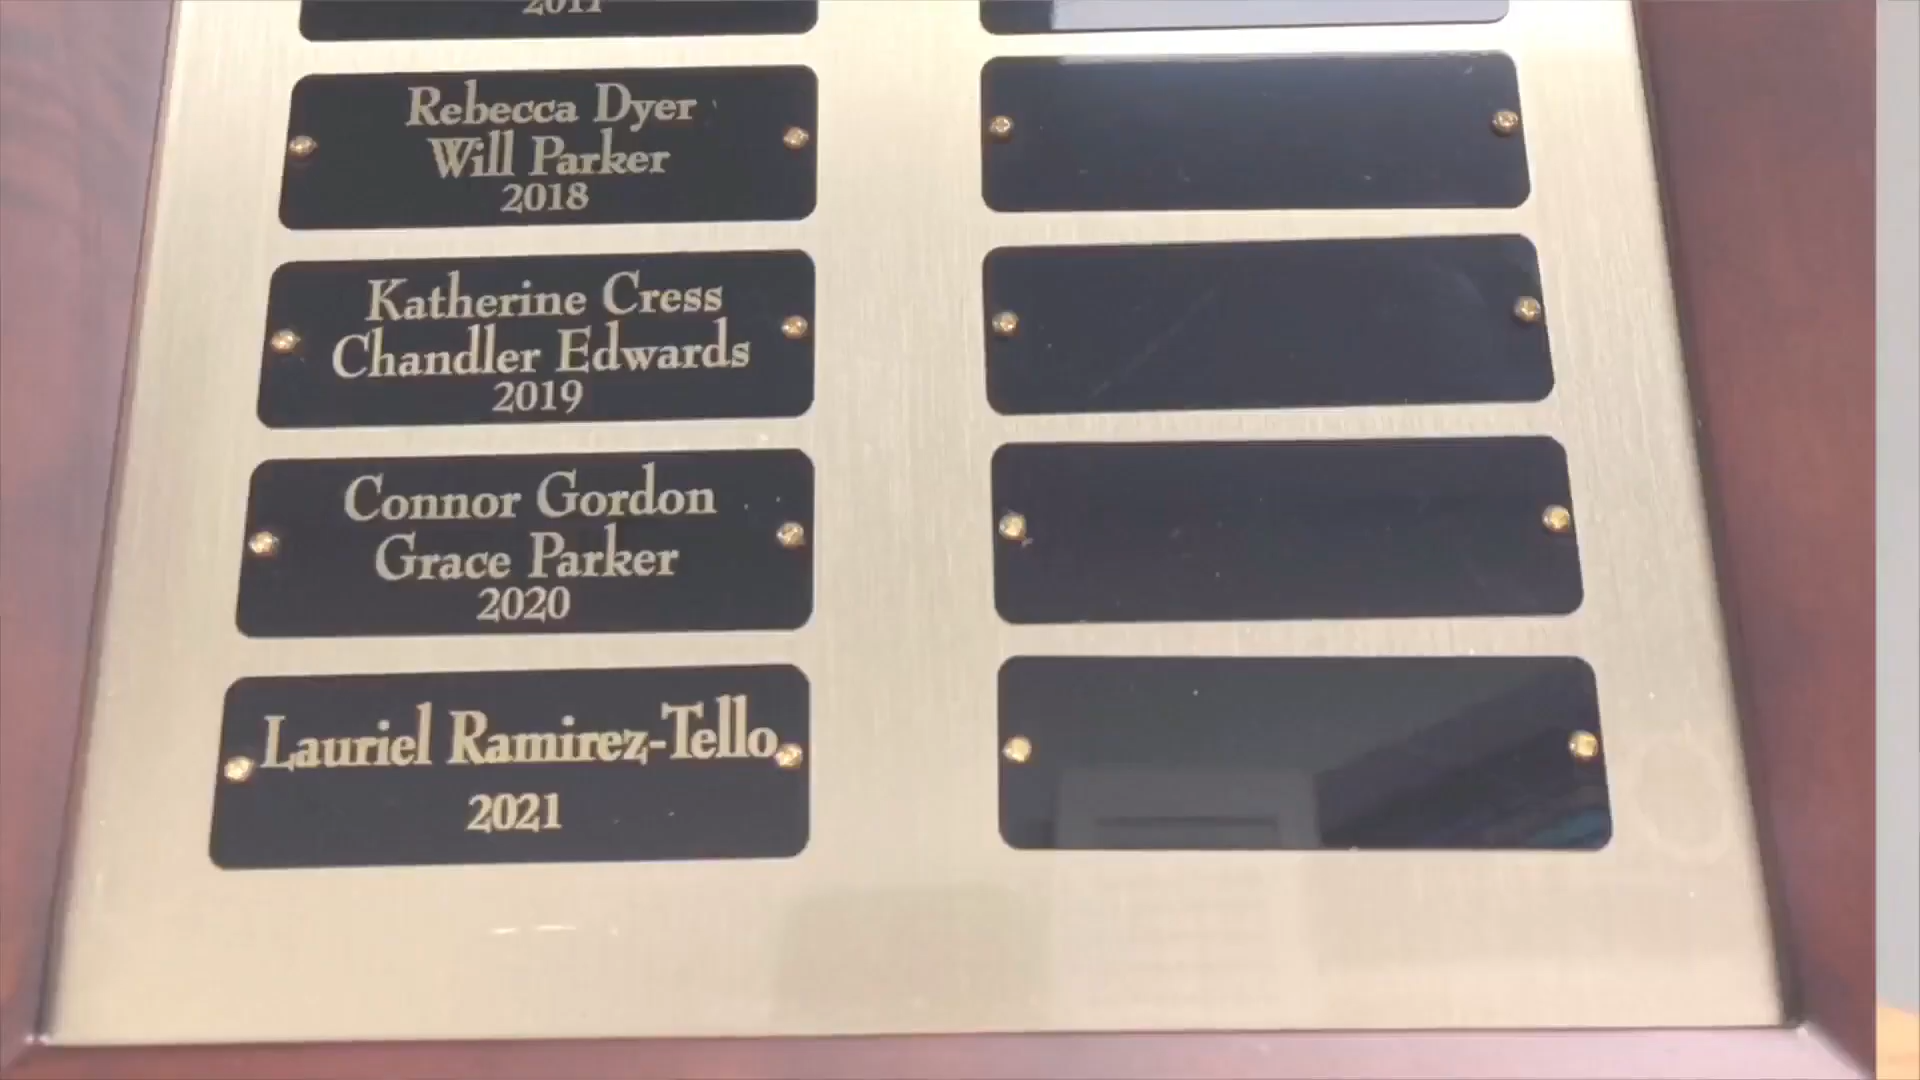 2017
Rebecca Dyer
Will Parker
2018
Katherine Cress
Chandler Edwards
2019
Connor Gordon
Grace Parker
2020
Lauriel Ramirez-Tello
2021